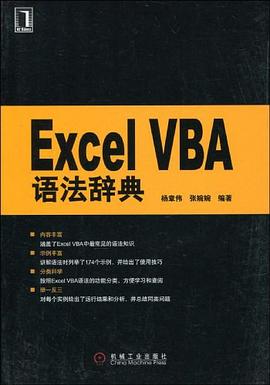 Excel VBA
语法辞典
杨章伟 张婉婉 编著
内容丰富
涵盖了Excel VBA中最常见的语法知识
示例丰富
讲解语法时列举了174个示例,并给出了使用技巧
分类科学
按照Excel VBA语法的功能分类,方便学习和查阅
举一反三
对每个实例给出了运行结果和分析,并总结同类问题
机械工业出版社
China Machine Press